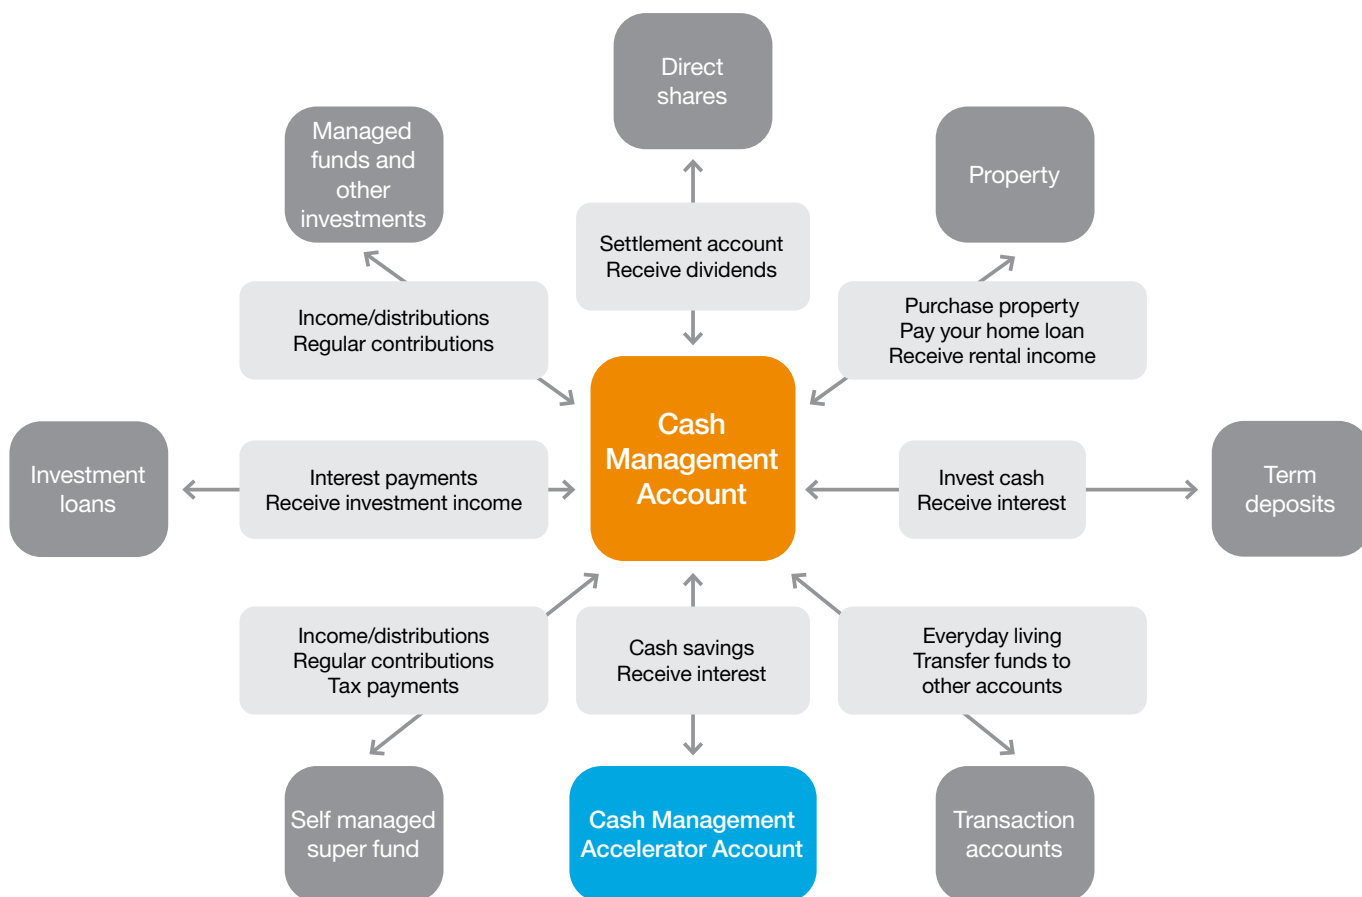 Direct
shares
Managed
funds and
other
investments
Property
Settlement account
Receive dividends
Income/distributions
Regular contributions
Purchase property
Pay your home loan
Receive rental income
Cash
Management
Account
Investment
loans
Interest payments
Receive investment income
Invest cash
Receive interest
Term
deposits
Income/distributions
Regular contributions
Tax payments
Cash savings
Receive interest
Everyday living
Transfer funds to
other accounts
Self managed
super fund
Cash Management
Accelerator Account
Transaction
accounts